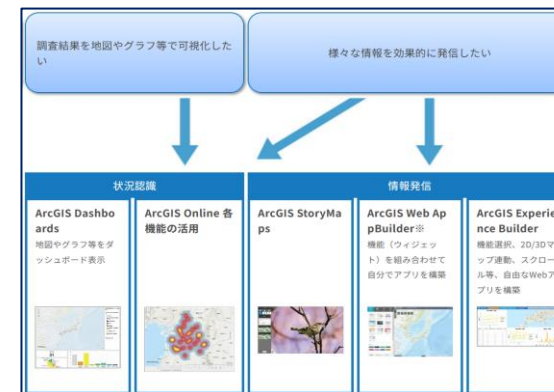 調査結果を地図やグラフ等で可視化した
い
様々な情報を効果的に発信したい
状況認識
情報発信
ArcGIS Dashbo
ards
地図やグラフ等をダ
ッシュボード表示
ArcGIS Online 各
機能の活用
ArcGIS StoryMa
ps
ArcGIS Web Ap
pBuilder※
機能（ウィジェッ
ト）を組み合わせて
自分でアプリを構築
ArcGIS Experie
nce Builder
機能選択、2D/3Dマ
ップ連動、スクロー
ル等、自由なWebア
プリを構築